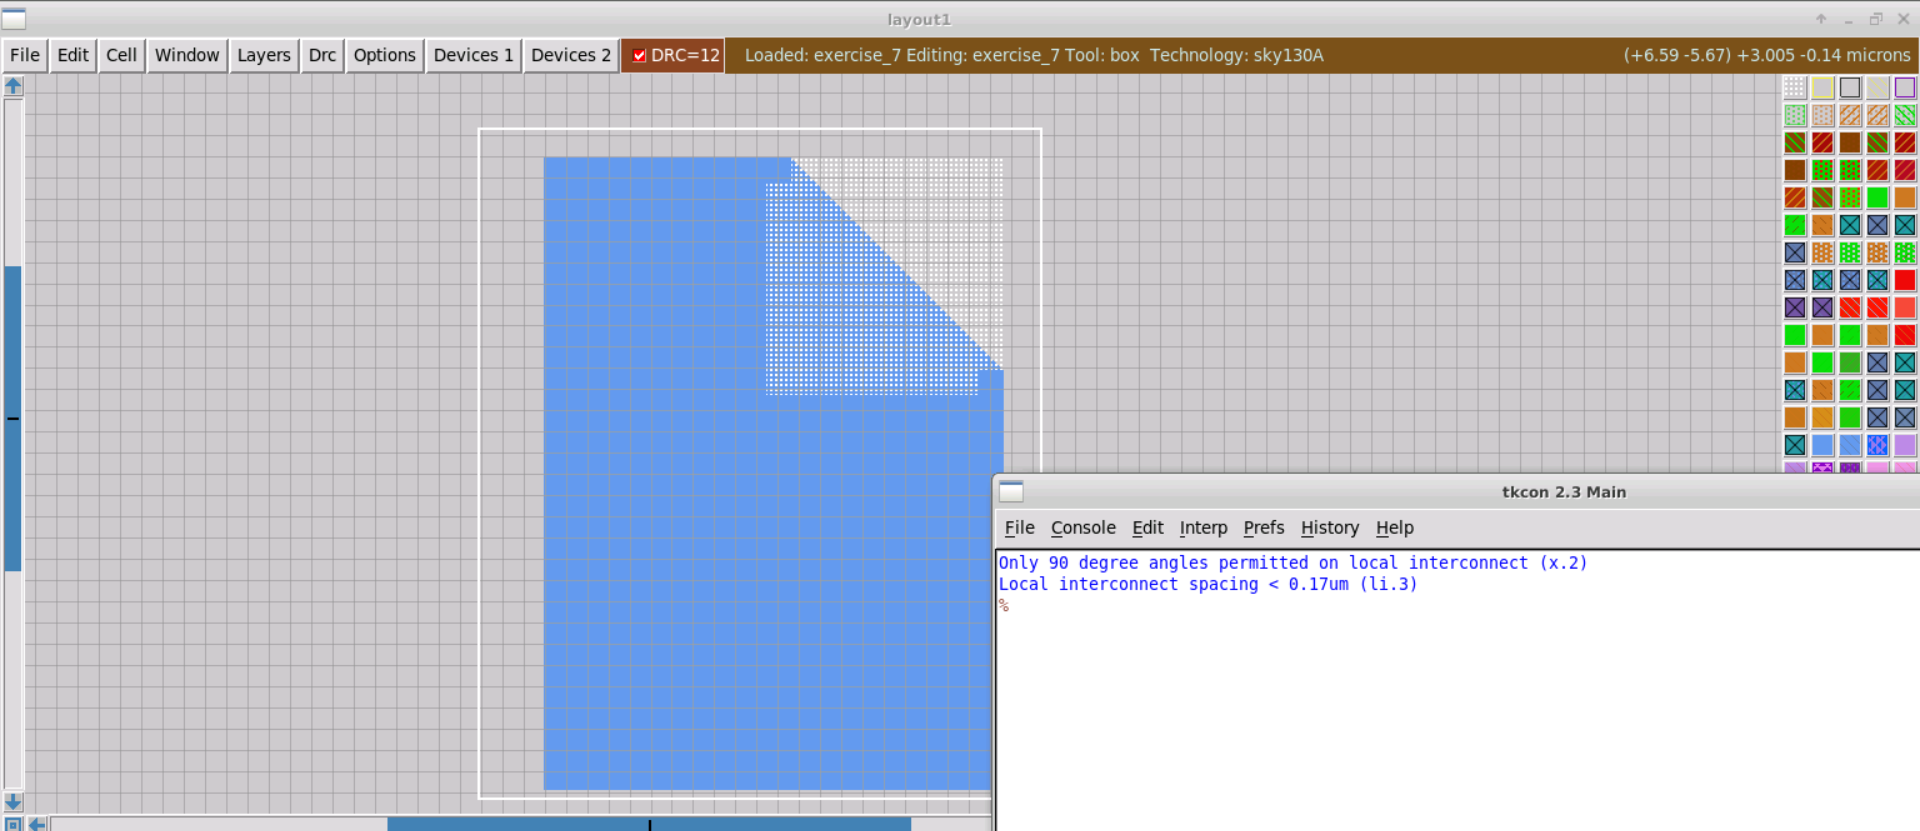 layout1
File Edit Cell Window Layers Drc Options Devices 1 Devices 2 DRC=12 Loaded: exercise_7 Editing: exercise_7 Tool: box Technology: sky130A (+6.59 -5.67) +3.005 -0.14 microns
tkcon 2.3 Main
File Console Edit Interp Prefs History Help
Only 90 degree angles permitted on local interconnect (x.2)
Local interconnect spacing < 0.17um (li.3)
%